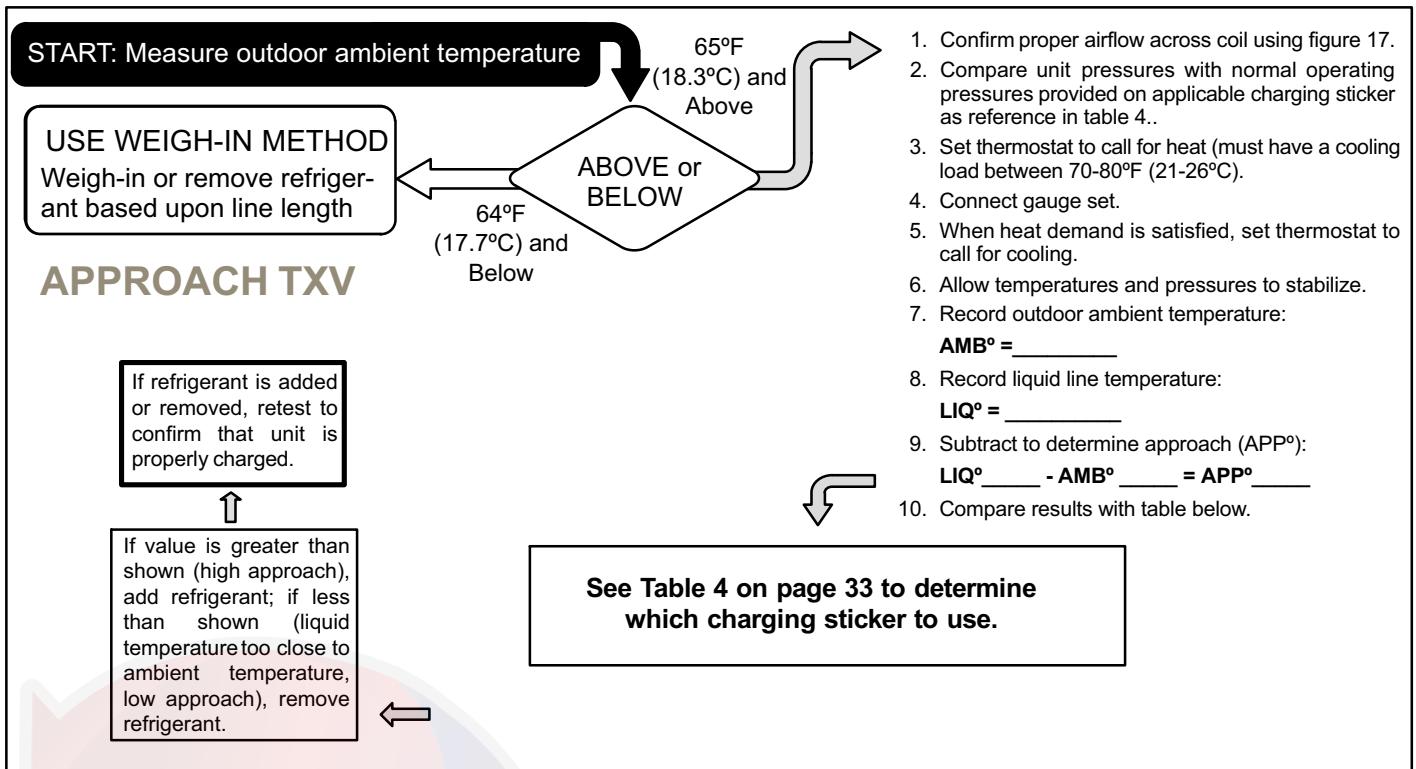 START: Measure outdoor ambient temperature
65ºF
(18.3ºC) and
Above
ABOVE or
BELOW
64ºF
(17.7ºC) and
Below
USE WEIGH-IN METHOD
Weigh-in or remove refriger-
ant based upon line length
APPROACH TXV
1. Confirm proper airflow across coil using figure 17.
2. Compare unit pressures with normal operating
pressures provided on applicable charging sticker
as reference in table 4..
3. Set thermostat to call for heat (must have a cooling
load between 70-80ºF (21-26ºC).
4. Connect gauge set.
5. When heat demand is satisfied, set thermostat to
call for cooling.
6. Allow temperatures and pressures to stabilize.
7. Record outdoor ambient temperature:
AMBº =_________
8. Record liquid line temperature:
LIQº = __________
9. Subtract to determine approach (APPº):
LIQº_____ - AMBº _____ = APPº_____
10. Compare results with table below.
See Table 4 on page 33 to determine
which charging sticker to use.
If value is greater than
shown (high approach),
add refrigerant; if less
than shown (liquid
temperature too close to
ambient temperature,
low approach), remove
refrigerant.
If refrigerant is added
or removed, retest to
confirm that unit is
properly charged.